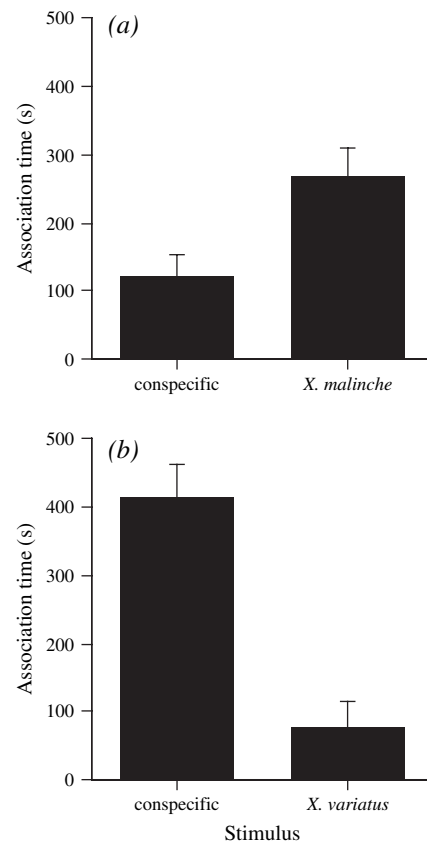 (a)
500
400
300
200
100
0
Association time (s)
conspecific X. malinche
(b)
500
400
300
200
100
0
Association time (s)
conspecific X. variatus
Stimulus